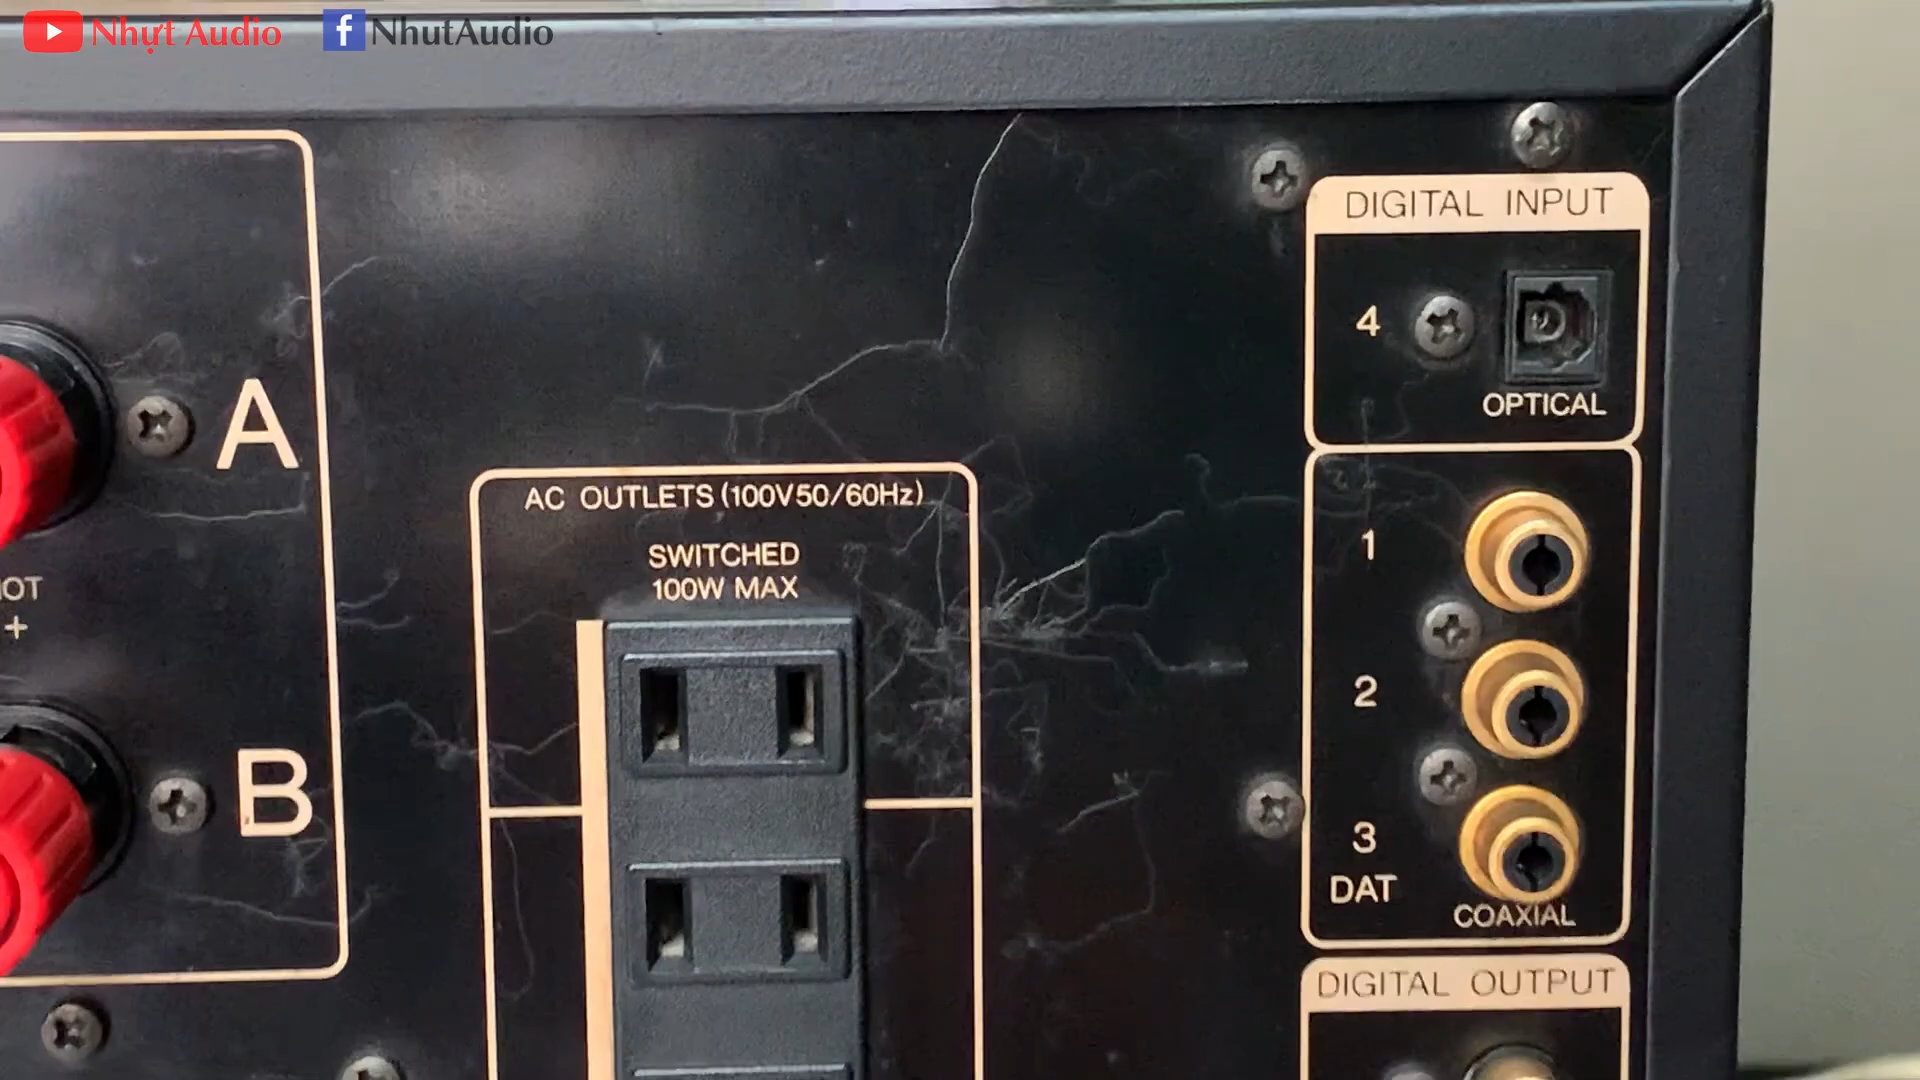 Nhựt Audio
NhutAudio
DIGITAL INPUT
4
OPTICAL
A
AC OUTLETS (100V50/60Hz)
SWITCHED
100W MAX
1
+
2
B
3
DAT
COAXIAL
DIGITAL OUTPUT